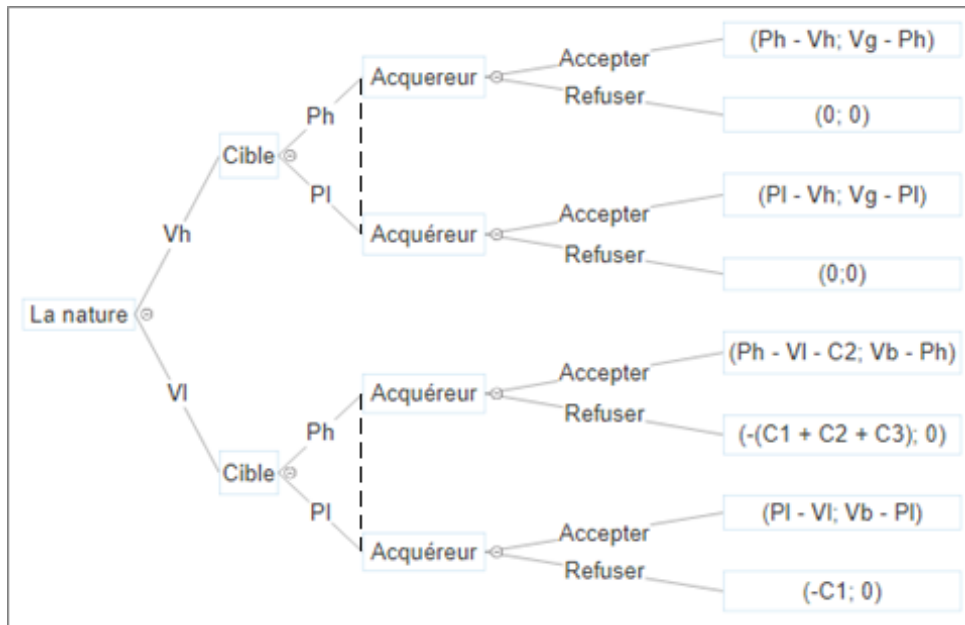 (Ph - Vh; Vg - Ph)
Accepter
Acquereur
Refuser
Ph
(0; 0)
Cible
Pl
(Pl - Vh; Vg - Pl)
Accepter
Vh
Acquéreur
Refuser
(0;0)
La nature
(Ph - Vl - C2; Vb - Ph)
Accepter
Vl
Acquéreur
Refuser
Ph
(-(C1 + C2 + C3); 0)
Cible
Pl
(Pl - Vl; Vb - Pl)
Accepter
Acquéreur
Refuser
(-C1; 0)